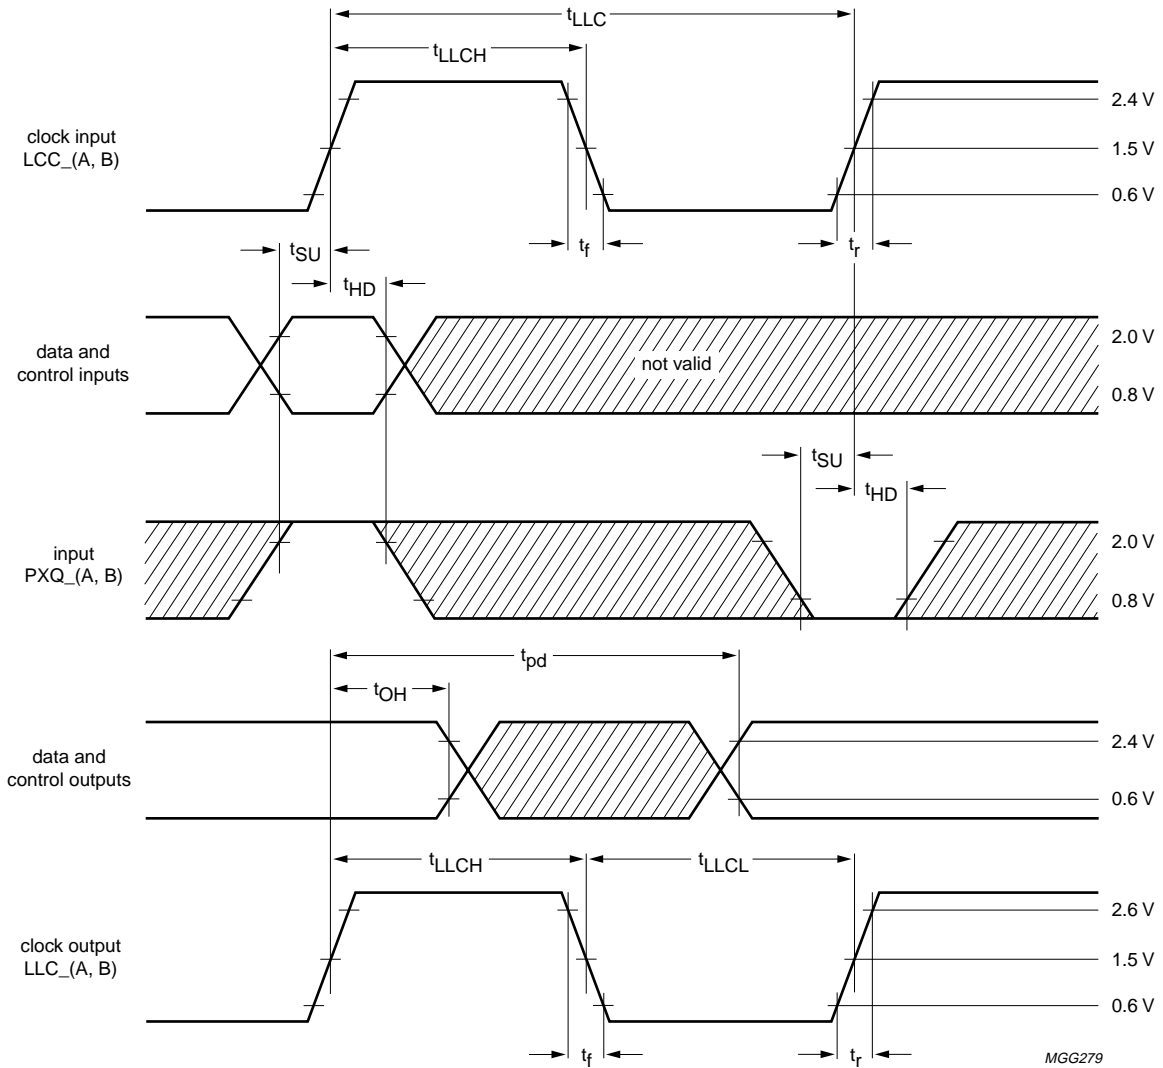 tLLC
tLLCH
2.4 V
clock input
LCC_(A, B)
1.5 V
0.6 V
tSU
tf
tr
tHD
data and
control inputs
not valid
2.0 V
0.8 V
tSU
tHD
input
PXQ_(A, B)
2.0 V
0.8 V
tpd
tOH
data and
control outputs
2.4 V
0.6 V
tLLCH
tLLCL
clock output
LLC_(A, B)
2.6 V
1.5 V
0.6 V
tf
tr
MGG279